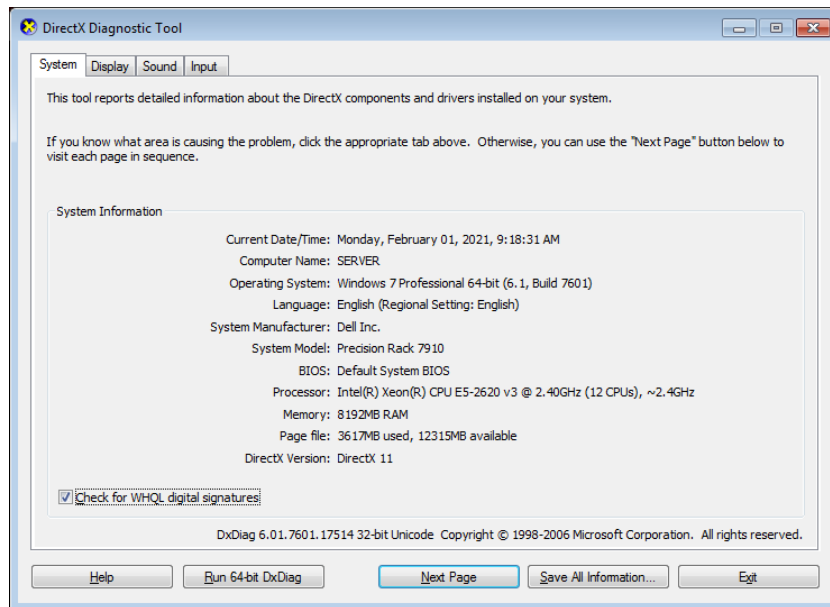 DirectX Diagnostic Tool
System Display Sound Input
This tool reports detailed information about the DirectX components and drivers installed on your system.
If you know what area is causing the problem, click the appropriate tab above.  Otherwise, you can use the "Next Page" button below to
visit each page in sequence.
System Information
Current Date/Time: Monday, February 01, 2021, 9:18:31 AM
Computer Name: SERVER
Operating System: Windows 7 Professional 64-bit (6.1, Build 7601)
Language: English (Regional Setting: English)
System Manufacturer: Dell Inc.
System Model: Precision Rack 7910
BIOS: Default System BIOS
Processor: Intel(R) Xeon(R) CPU E5-2620 v3 @ 2.40GHz (12 CPUs), ~2.4GHz
Memory: 8192MB RAM
Page file: 3617MB used, 12315MB available
DirectX Version: DirectX 11
Check for WHQL digital signatures
DxDiag 6.01.7601.17514 32-bit Unicode  Copyright © 1998-2006 Microsoft Corporation.  All rights reserved.
Help Run 64-bit DxDiag Next Page Save All Information... Exit